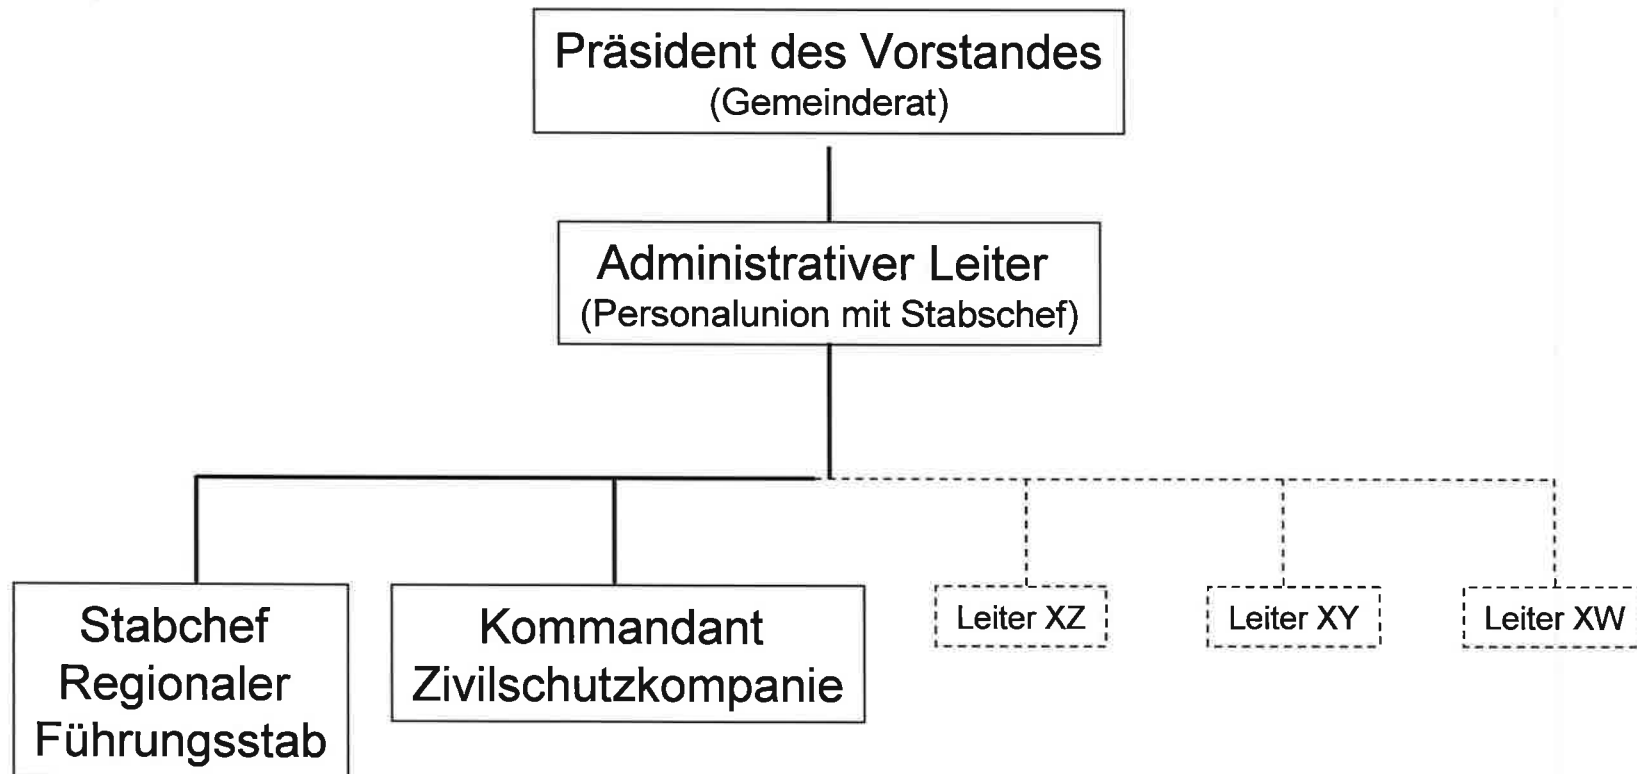 Präsident des Vorstandes
(Gemeinderat)
Administrativer Leiter
(Personalunion mit Stabschef)
Stabchef
Regionaler
Führungsstab
Kommandant
Zivilschutzkompanie
Leiter XZ
Leiter XY
Leiter XW